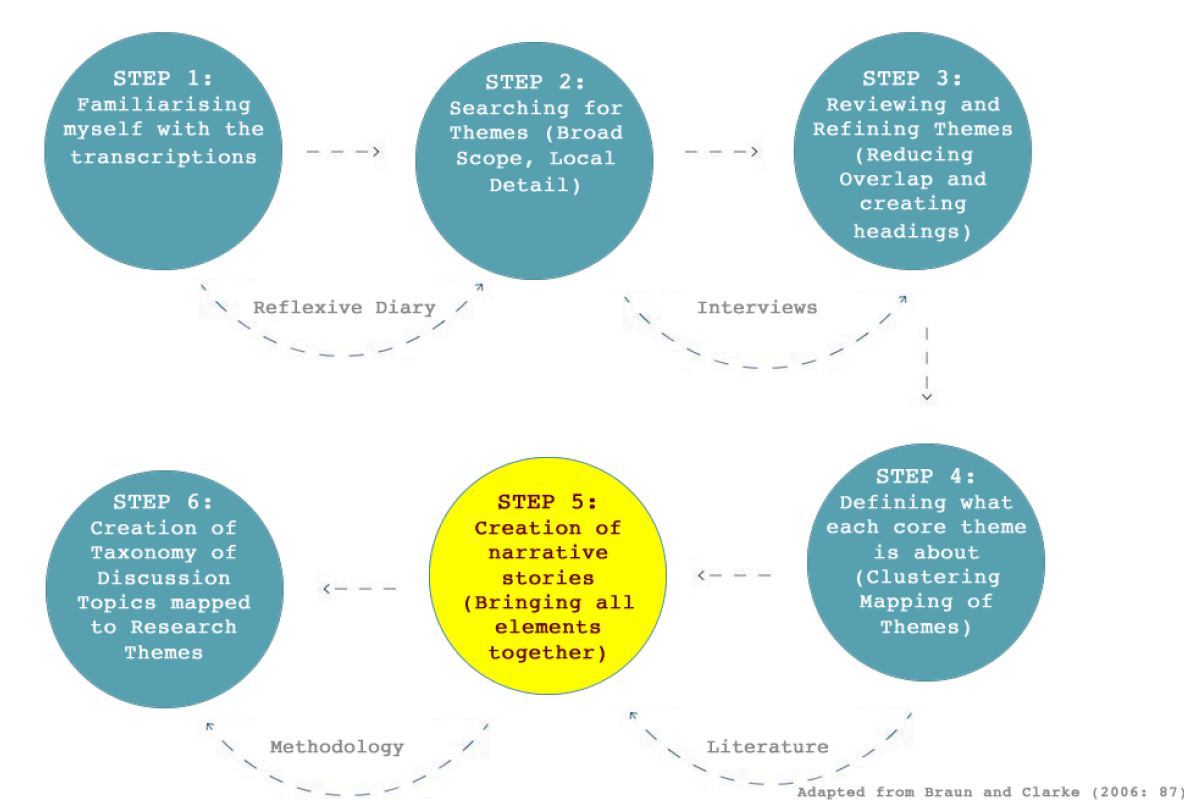 STEP 1:
Familiarising
myself with the
transcriptions
STEP 2:
Searching for
Themes (Broad
Scope, Local
Detail)
STEP 3:
Reviewing and
Refining Themes
(Reducing
Overlap and
creating
headings)
Reflexive Diary
Interviews
STEP 4:
Defining what
each core theme
is about
(Clustering
Mapping of
Themes)
STEP 5:
Creation of
narrative
stories
(Bringing all
elements
together)
STEP 6:
Creation of
Taxonomy of
Discussion
Topics mapped
to Research
Themes
Literature
Methodology
Adapted from Braun and Clarke (2006: 87)